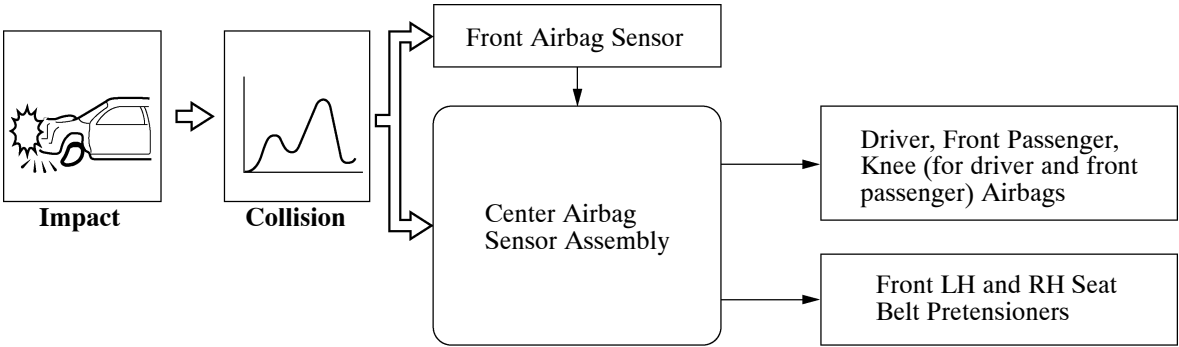 Front Airbag Sensor
Impact
Collision
Center Airbag
Sensor Assembly
Driver, Front Passenger,
Knee (for driver and front
passenger) Airbags
Front LH and RH Seat
Belt Pretensioners